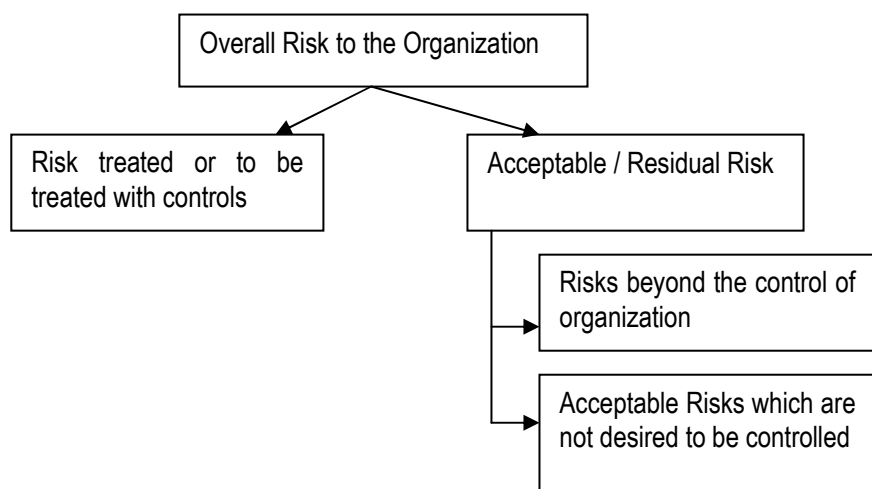 Overall Risk to the Organization
Risk treated or to be
treated with controls
Acceptable / Residual Risk
Risks beyond the control of
organization
Acceptable Risks which are
not desired to be controlled